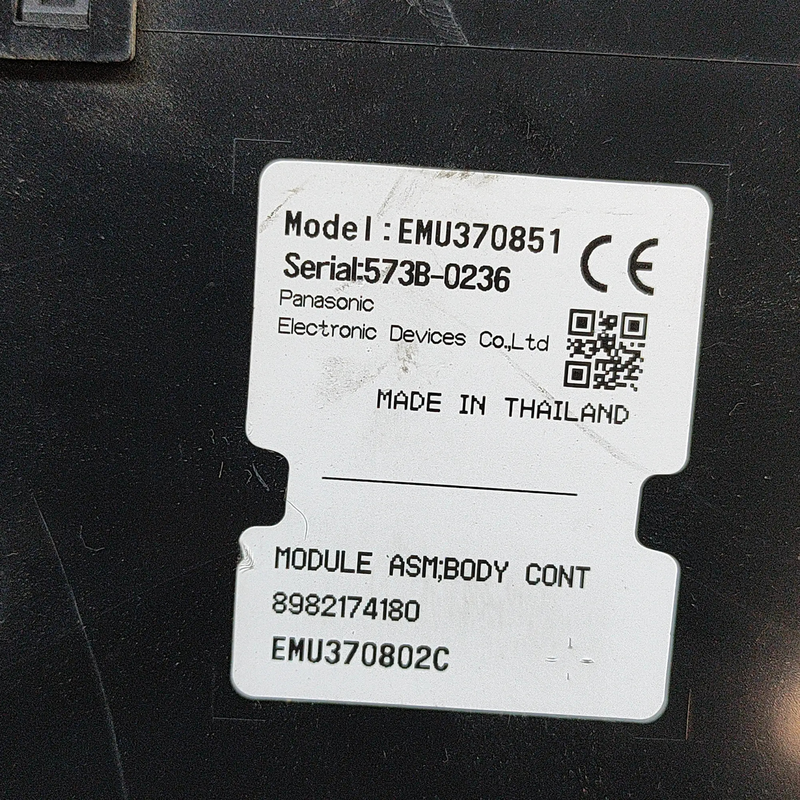 Model:EMU370851
CE
Serial:573B-0236
Panasonic
Electronic Devices Co.,Ltd
MADE IN THAILAND
MODULE ASM;BODY CONT
8982174180
EMU370802C